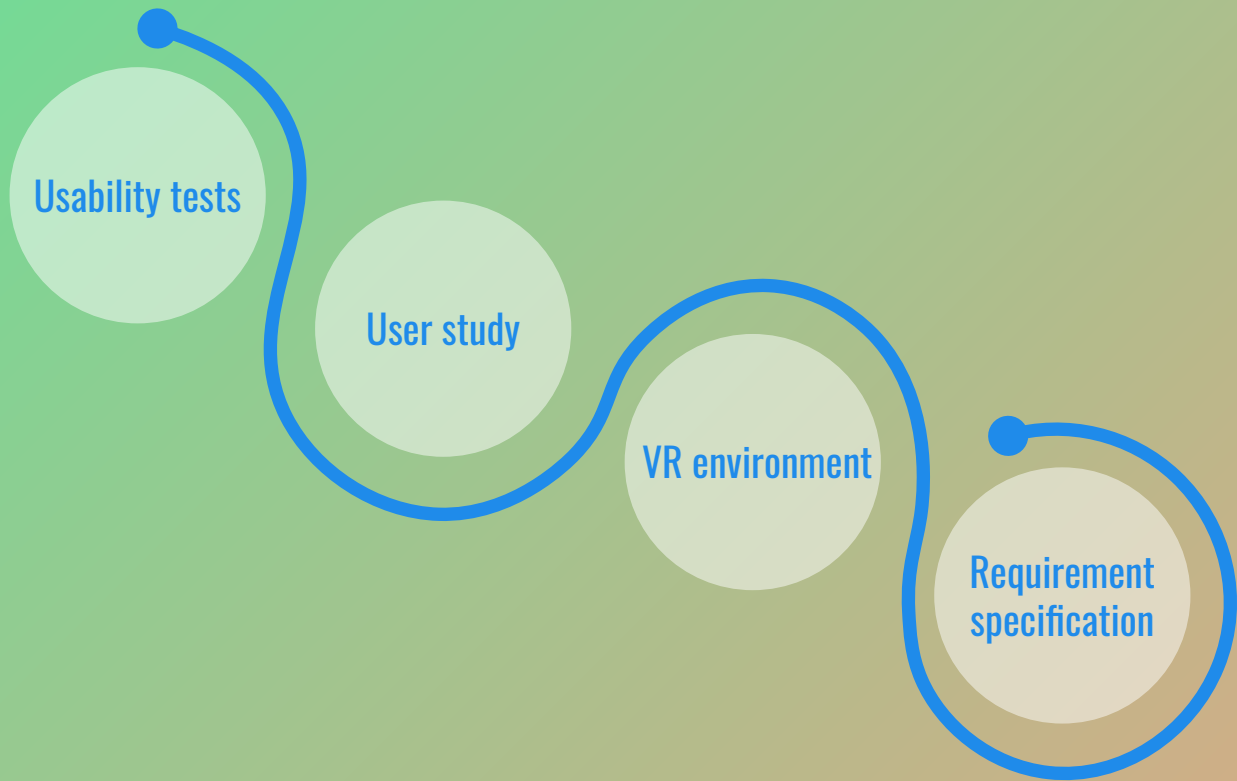 Usability tests
User study
VR environment
Requirement
specification